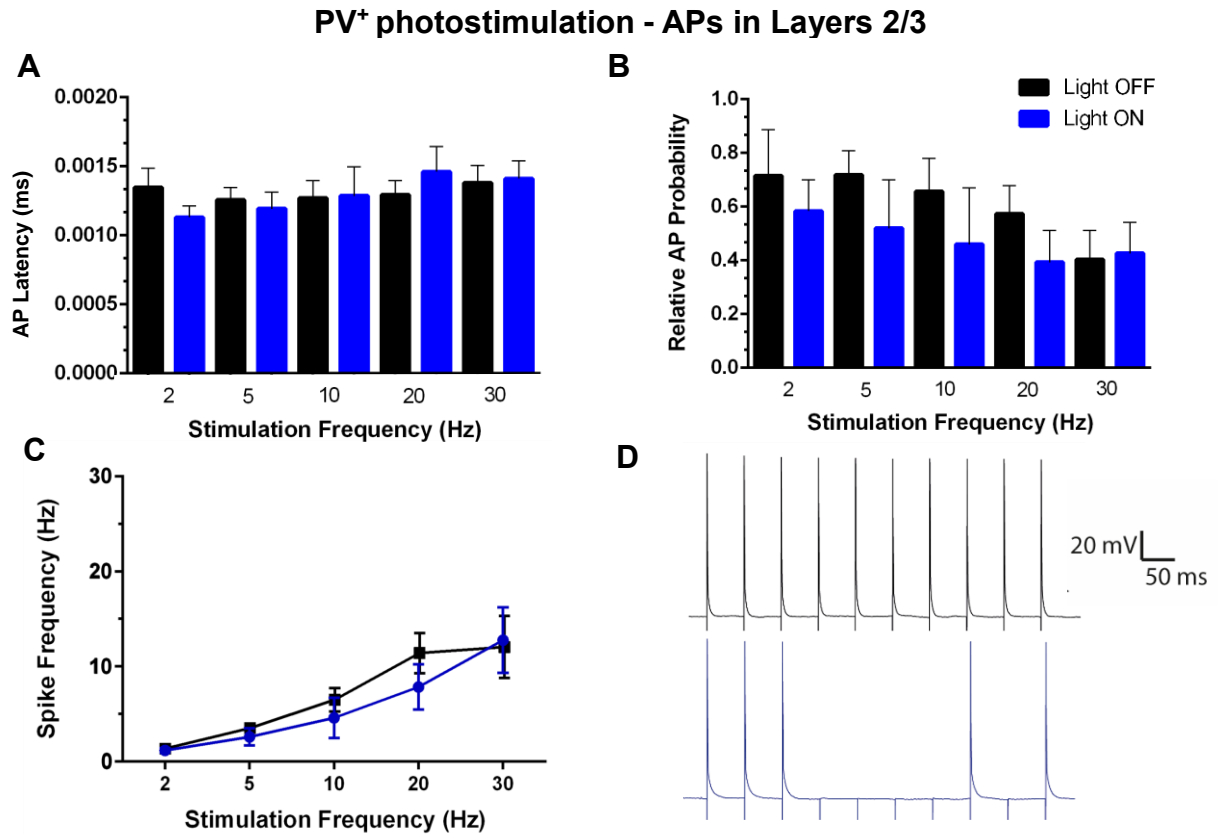 PV+ photostimulation - APs in Layers 2/3
A
AP Latency (ms)
0.0020
0.0015
0.0010
0.0005
0.0000
2 5 10 20 30
Stimulation Frequency (Hz)
B
Light OFF
Light ON
Relative AP Probability
1.0
0.8
0.6
0.4
0.2
0.0
2 5 10 20 30
Stimulation Frequency (Hz)
C
Spike Frequency (Hz)
30
20
10
0
2 5 10 20 30
Stimulation Frequency (Hz)
D
20 mV
50 ms